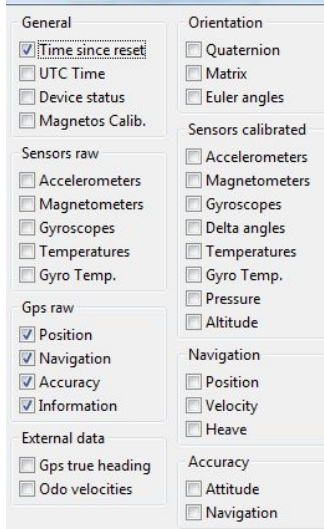 General
Time since reset
UTC Time
Device status
Magnetos Calib.
Sensors raw
Accelerometers
Magnetometers
Gyroscopes
Temperatures
Gyro Temp.
Gps raw
Position
Navigation
Accuracy
Information
External data
Gps true heading
Odo velocities
Orientation
Quaternion
Matrix
Euler angles
Sensors calibrated
Accelerometers
Magnetometers
Gyroscopes
Delta angles
Temperatures
Gyro Temp.
Pressure
Altitude
Navigation
Position
Velocity
Heave
Accuracy
Attitude
Navigation